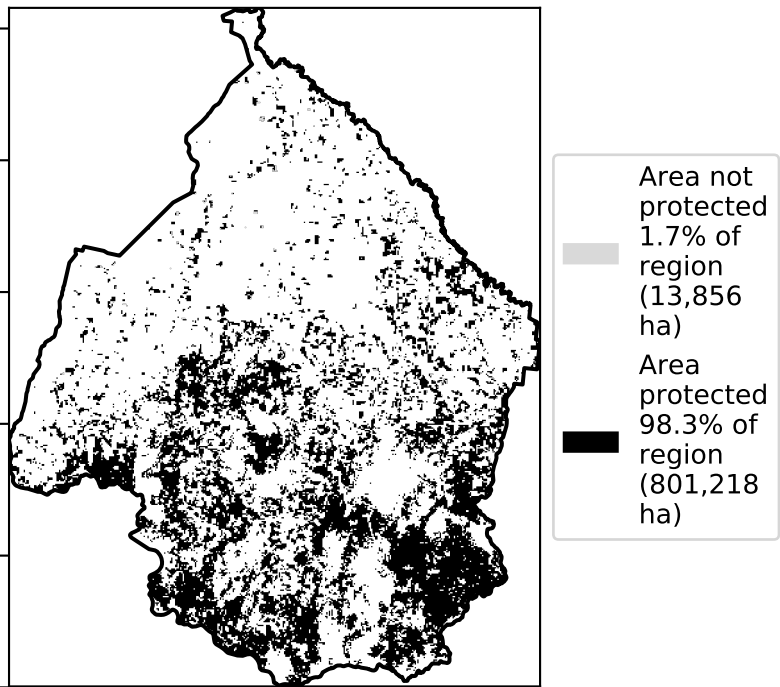 Area not
protected
1.7% of
region
(13,856
ha)
Area
protected
98.3% of
region
(801,218
ha)